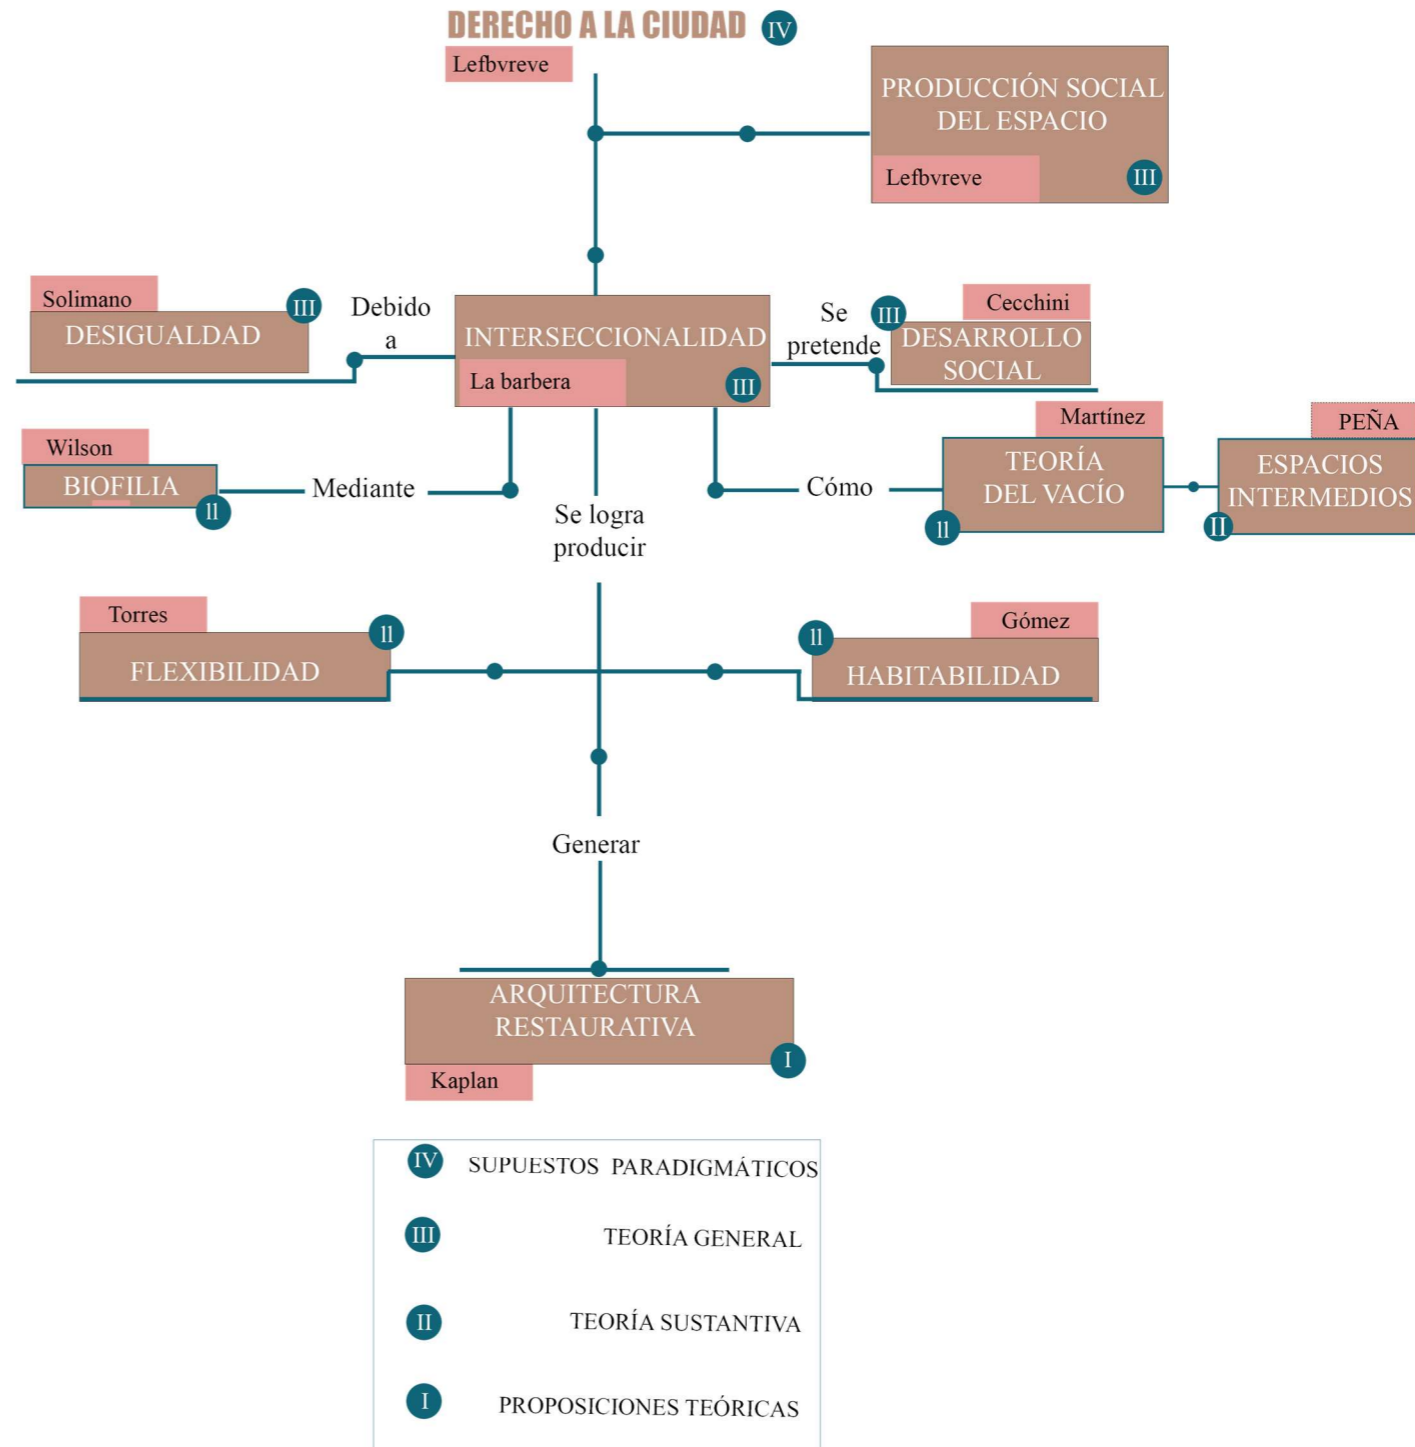 DERECHO A LA CIUDAD IV
Lefbvreve
PRODUCCIÓN SOCIAL
DEL ESPACIO
Lefbvreve
III
Solimano
III
DESIGUALDAD
Debido
a
INTERSECCIONALIDAD
La barbera
III
Se
pretende
III
Cecchini
DESARROLLO
SOCIAL
Wilson
BIOFILIA
ll
Mediante
Se logra
producir
Cómo
Martínez
TEORÍA
DEL VACÍO
ll
PEÑA
ESPACIOS
INTERMEDIOS
II
Torres
ll
FLEXIBILIDAD
Gómez
ll
HABITABILIDAD
Generar
ARQUITECTURA
RESTAURATIVA
I
Kaplan
IV SUPUESTOS PARADIGMÁTICOS
III TEORÍA GENERAL
II TEORÍA SUSTANTIVA
I PROPOSICIONES TEÓRICAS